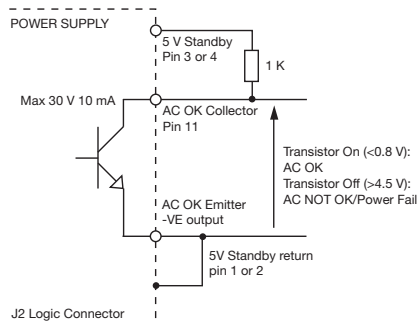 POWER SUPPLY
5 V Standby
Pin 3 or 4
1 K
Max 30 V 10 mA
AC OK Collector
Pin 11
Transistor On (<0.8 V):
AC OK
Transistor Off (>4.5 V):
AC NOT OK/Power Fail
AC OK Emitter
-VE output
5V Standby return
pin 1 or 2
J2 Logic Connector